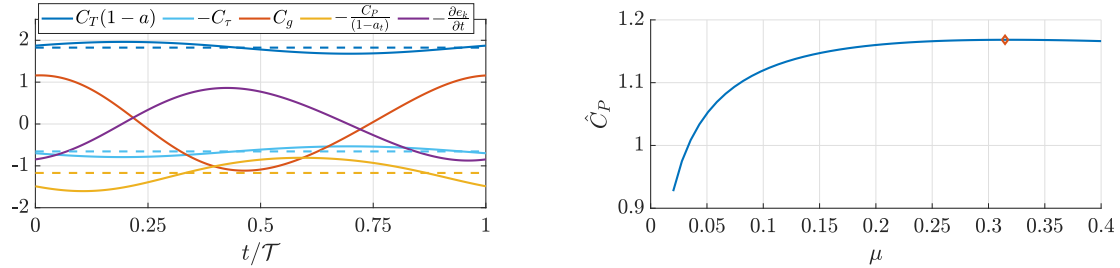 C_T(1 − a) −C_τ C_g −C_P/(1−a_t) −∂e_k/∂t
2
1
0
-1
-2
0 0.25 0.5 0.75 1
t/𝒯
1.2
1.1
1
0.9
Ĉ_P
0 0.05 0.1 0.15 0.2 0.25 0.3 0.35 0.4
μ